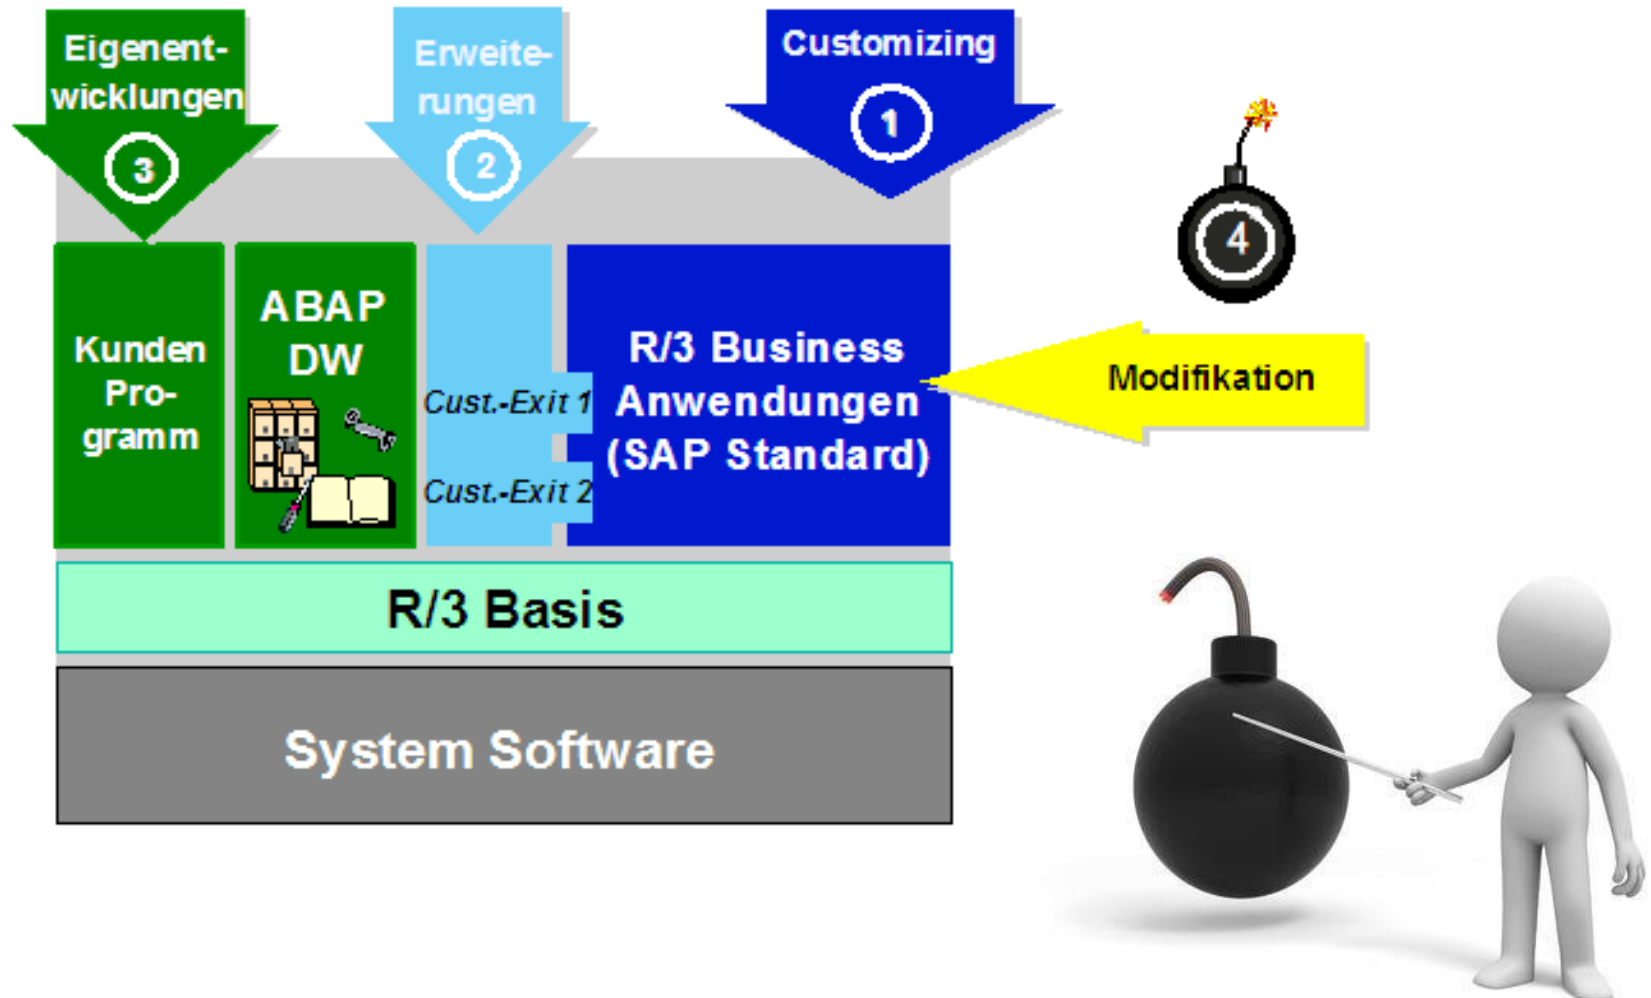 Eigenent-
wicklungen
3
Erweite-
rungen
2
Customizing
1
4
Kunden
Pro-
gramm
ABAP
DW
Cust.-Exit 1
Cust.-Exit 2
R/3 Business
Anwendungen
(SAP Standard)
Modifikation
R/3 Basis
System Software